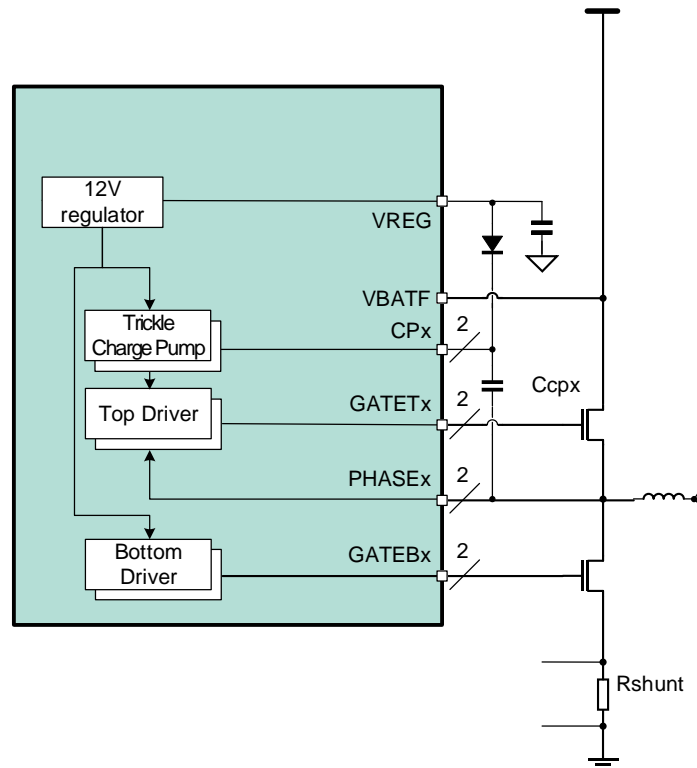 12V
regulator
VREG
VBATF
CPx
2
Trickle
Charge Pump
Ccpx
GATETx
2
Top Driver
PHASEx
2
GATEBx
2
Bottom
Driver
Rshunt